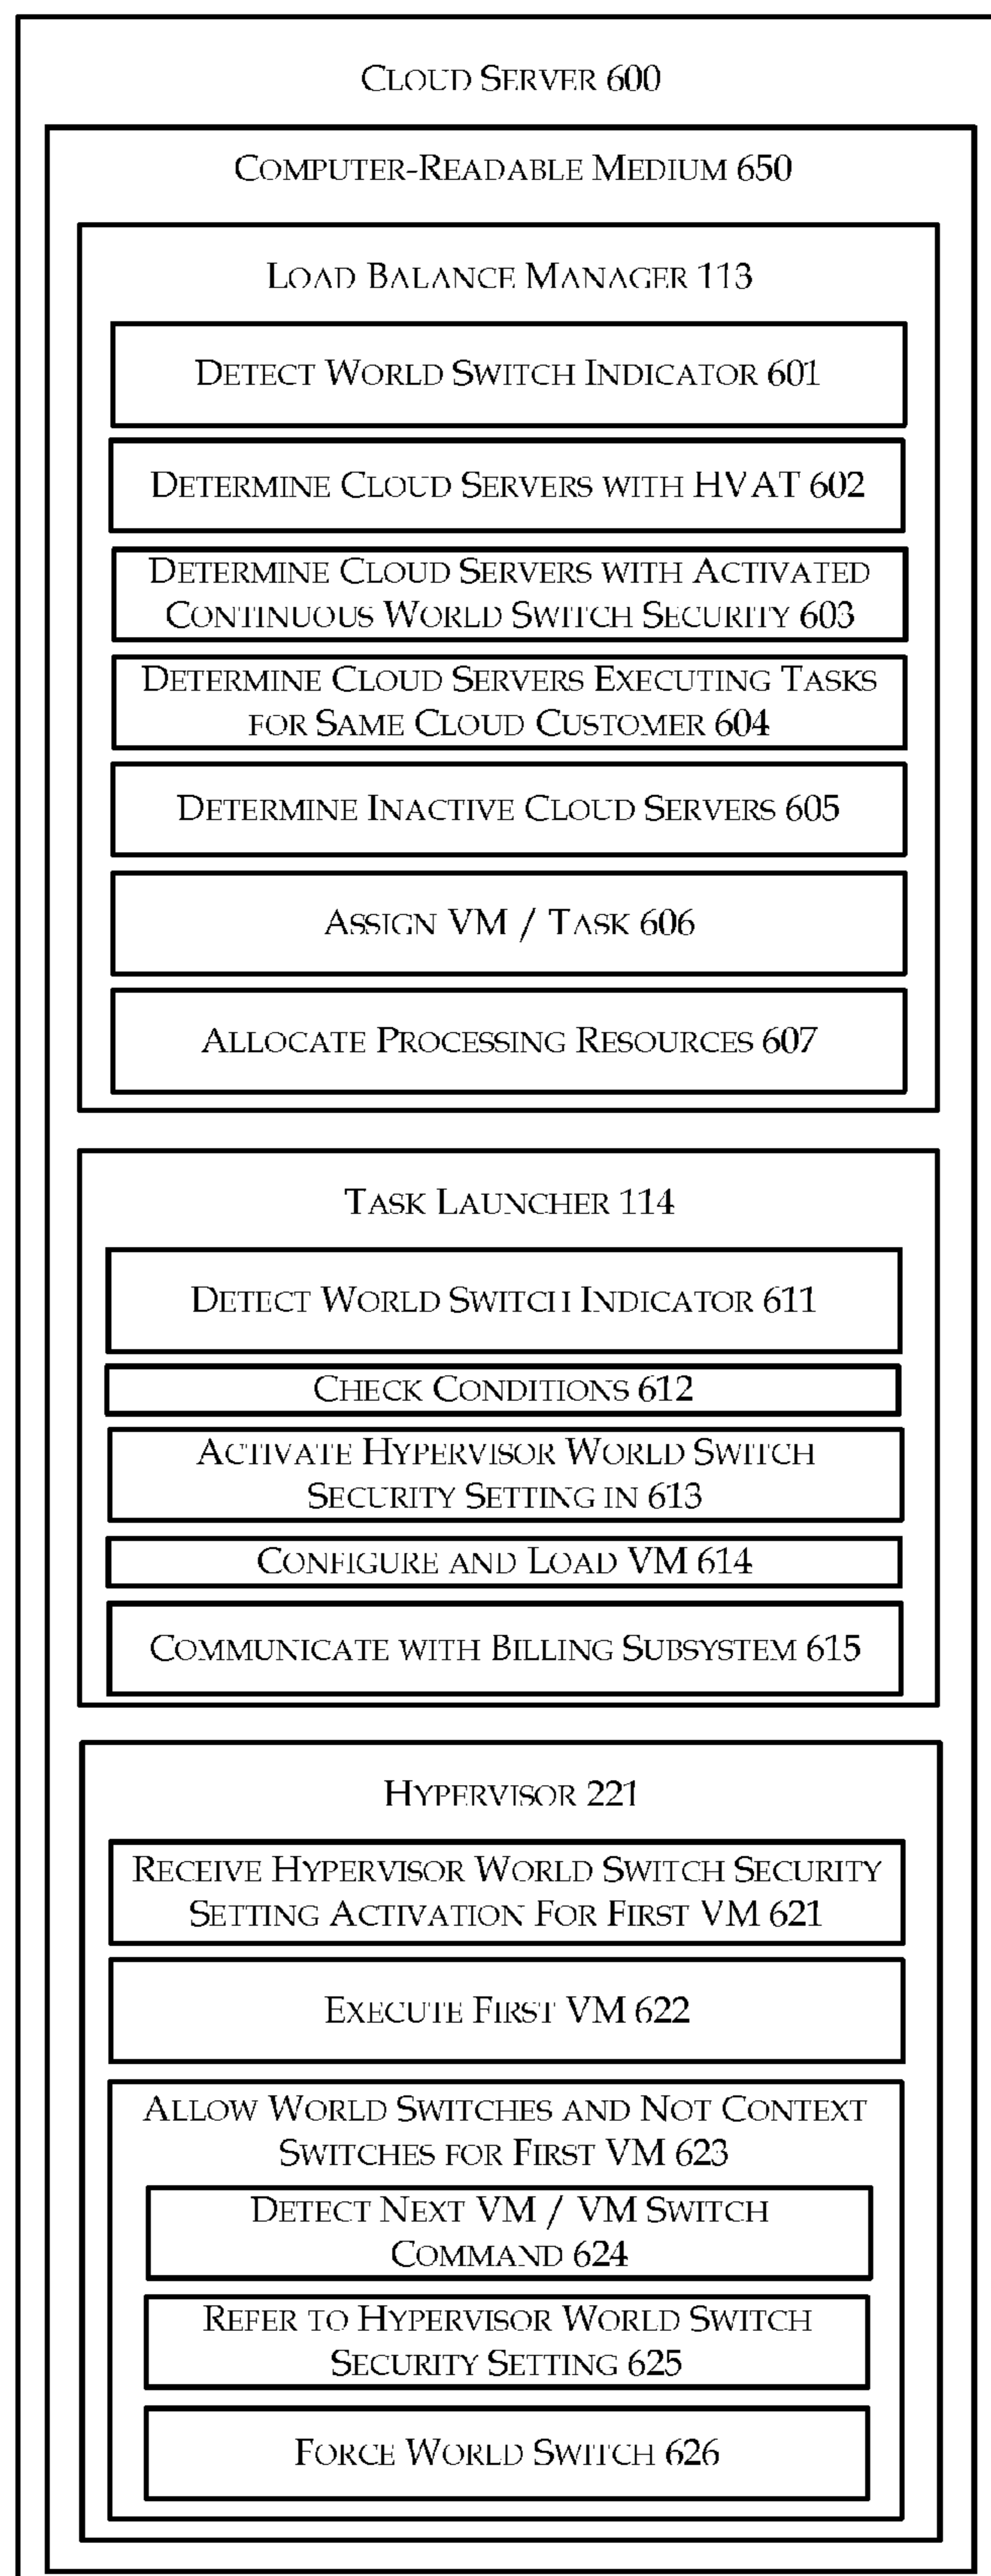 CLOUD SERVER 600
COMPUTER-READABLE MEDIUM 650
LOAD BALANCE MANAGER 113
DETECT WORLD SWITCH INDICATOR 601
DETERMINE CLOUD SERVERS WITH HVAT 602
DETERMINE CLOUD SERVERS WITH ACTIVATED
CONTINUOUS WORLD SWITCH SECURITY 603
DETERMINE CLOUD SERVERS EXECUTING TASKS
FOR SAME CLOUD CUSTOMER 604
DETERMINE INACTIVE CLOUD SERVERS 605
ASSIGN VM / TASK 606
ALLOCATE PROCESSING RESOURCES 607
TASK LAUNCHER 114
DETECT WORLD SWITCH INDICATOR 611
CHECK CONDITIONS 612
ACTIVATE HYPERVISOR WORLD SWITCH
SECURITY SETTING IN 613
CONFIGURE AND LOAD VM 614
COMMUNICATE WITH BILLING SUBSYSTEM 615
HYPERVISOR 221
RECEIVE HYPERVISOR WORLD SWITCH SECURITY
SETTING ACTIVATION FOR FIRST VM 621
EXECUTE FIRST VM 622
ALLOW WORLD SWITCHES AND NOT CONTEXT
SWITCHES FOR FIRST VM 623
DETECT NEXT VM / VM SWITCH
COMMAND 624
REFER TO HYPERVISOR WORLD SWITCH
SECURITY SETTING 625
FORCE WORLD SWITCH 626